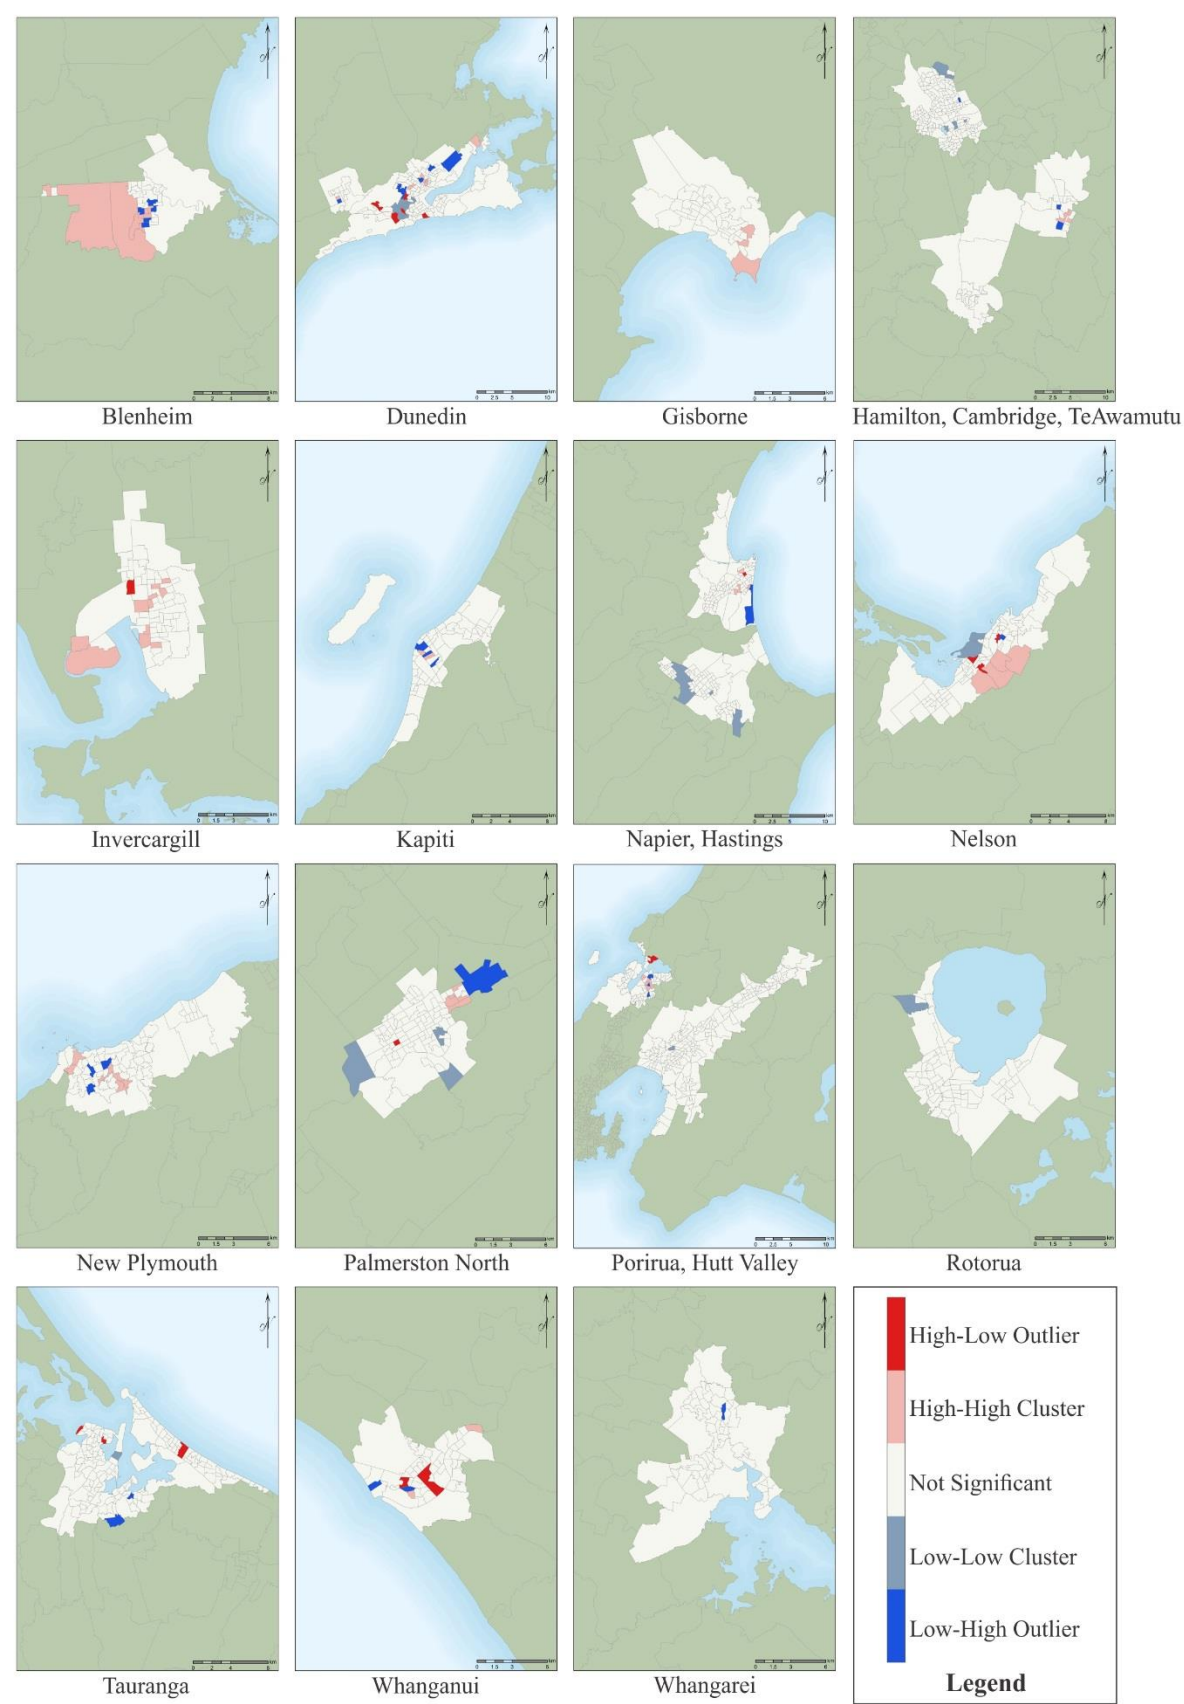 Blenheim
Dunedin
Gisborne
Hamilton, Cambridge, TeAwamutu
Invercargill
Kapiti
Napier, Hastings
Nelson
New Plymouth
Palmerston North
Porirua, Hutt Valley
Rotorua
Tauranga
Whanganui
Whangarei
High-Low Outlier
High-High Cluster
Not Significant
Low-Low Cluster
Low-High Outlier
Legend